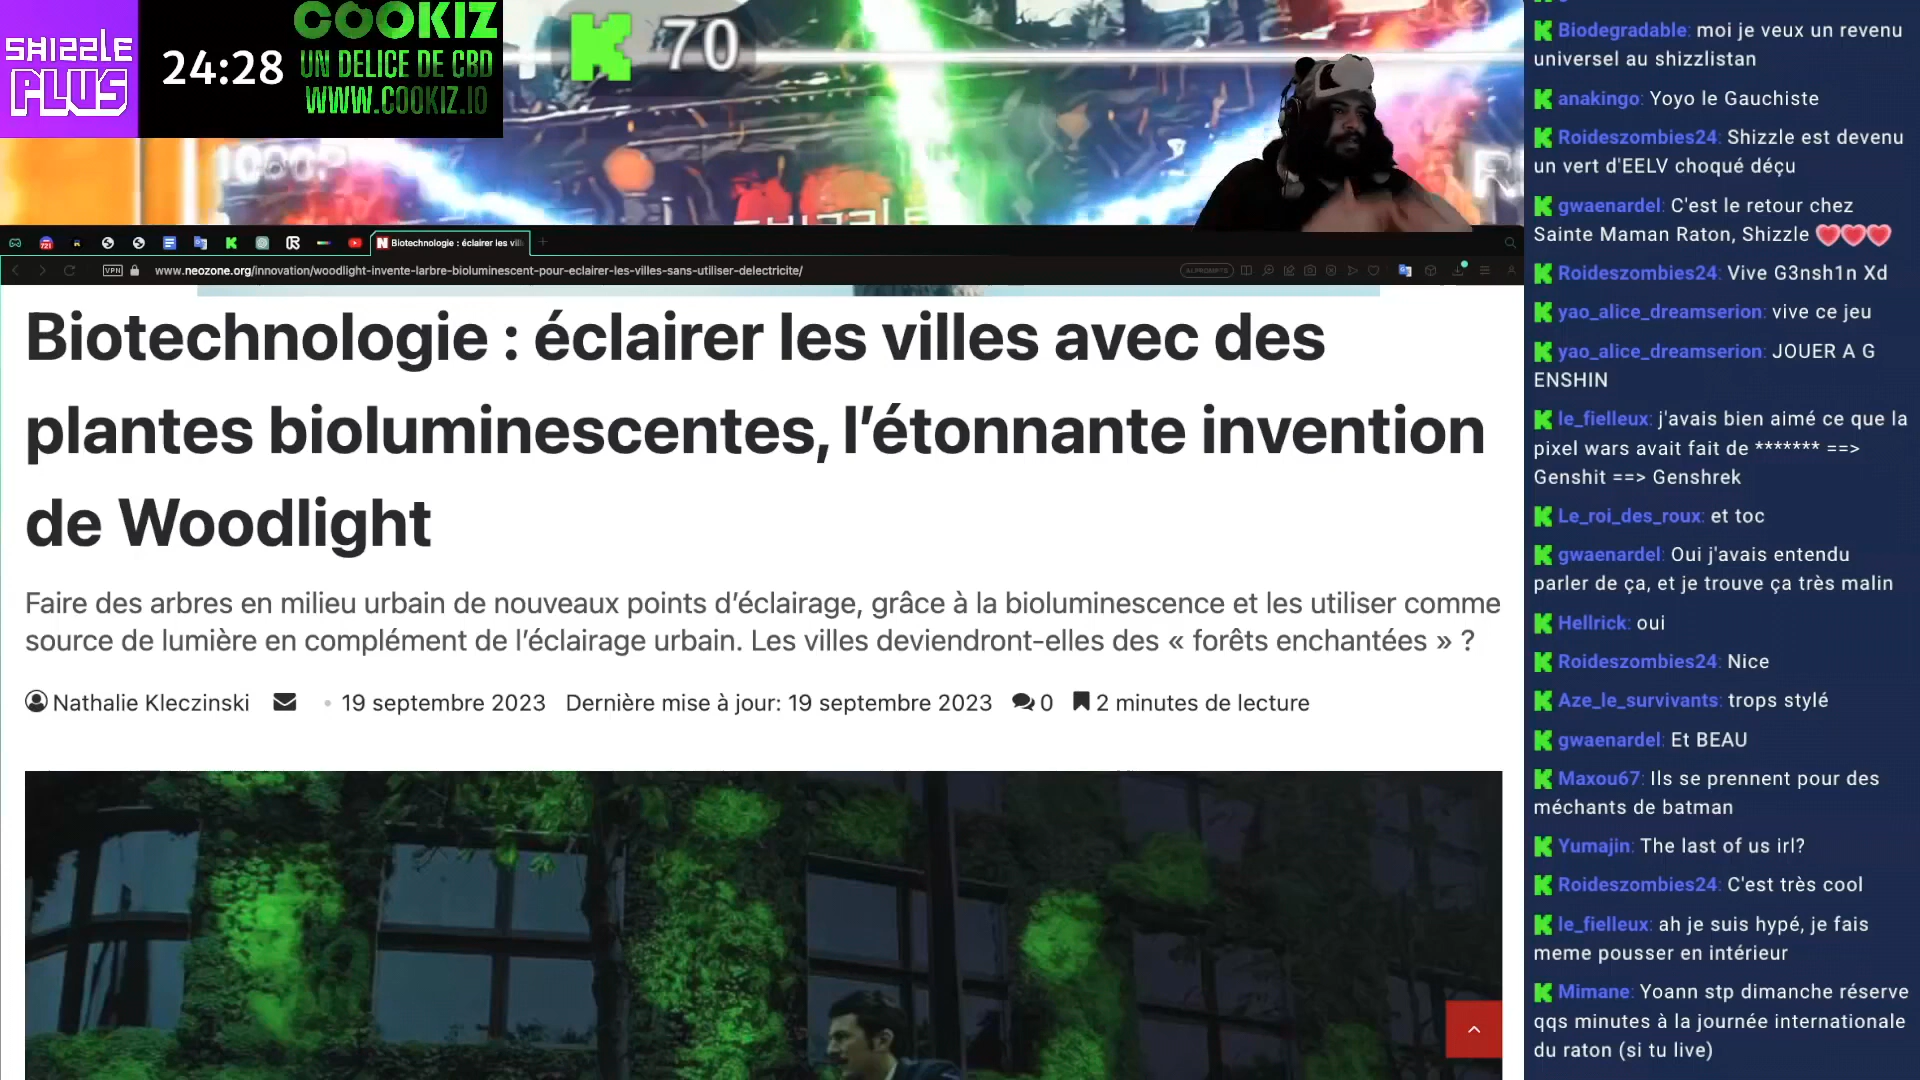 SHIZZLE
PLUS
24:28
COOKIZ
UN DELICE DE CBD
WWW.COOKIZ.IO
70
Biotechnologie : éclairer les vill
VPN
www.neozone.org/innovation/woodlight-invente-larbre-bioluminescent-pour-eclairer-les-villes-sans-utiliser-delectricite/
AI PROMPTS
Biotechnologie : éclairer les villes avec des
plantes bioluminescentes, l’étonnante invention
de Woodlight
Faire des arbres en milieu urbain de nouveaux points d’éclairage, grâce à la bioluminescence et les utiliser comme
source de lumière en complément de l’éclairage urbain. Les villes deviendront-elles des « forêts enchantées » ?
Nathalie Kleczinski • 19 septembre 2023 Dernière mise à jour: 19 septembre 2023 0 2 minutes de lecture
Biodegradable: moi je veux un revenu
universel au shizzlistan
anakingo: Yoyo le Gauchiste
Roideszombies24: Shizzle est devenu
un vert d'EELV choqué déçu
gwaenardel: C'est le retour chez
Sainte Maman Raton, Shizzle ❤❤❤
Roideszombies24: Vive G3nsh1n Xd
yao_alice_dreamserion: vive ce jeu
yao_alice_dreamserion: JOUER A G
ENSHIN
le_fielleux: j'avais bien aimé ce que la
pixel wars avait fait de ******* ==>
Genshit ==> Genshrek
Le_roi_des_roux: et toc
gwaenardel: Oui j'avais entendu
parler de ça, et je trouve ça très malin
Hellrick: oui
Roideszombies24: Nice
Aze_le_survivants: trops stylé
gwaenardel: Et BEAU
Maxou67: Ils se prennent pour des
méchants de batman
Yumajin: The last of us irl?
Roideszombies24: C'est très cool
le_fielleux: ah je suis hypé, je fais
meme pousser en intérieur
Mimane: Yoann stp dimanche réserve
qqs minutes à la journée internationale
du raton (si tu live)